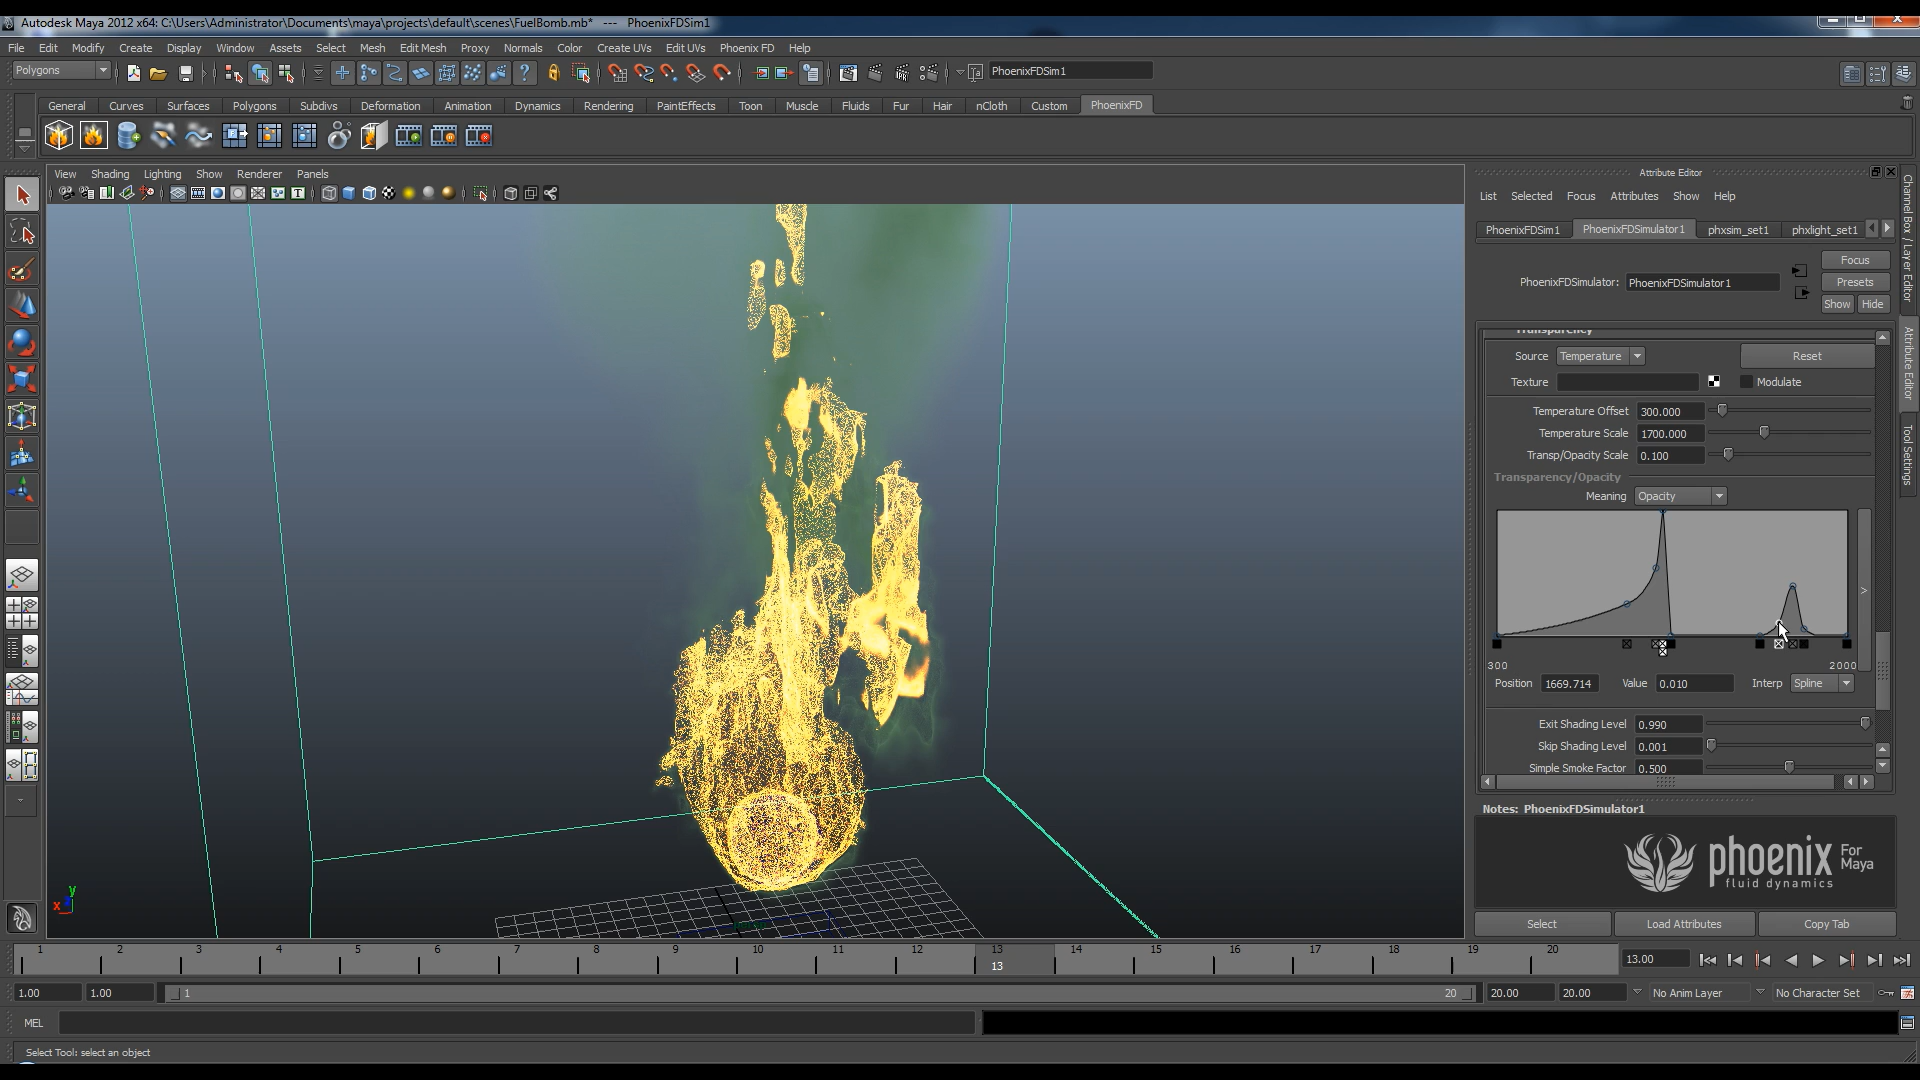 Autodesk Maya 2012 x64: C:\Users\Administrator\Documents\maya\projects\default\scenes\FuelBomb.mb* --- PhoenixFDSim1
File Edit Modify Create Display Window Assets Select Mesh Edit Mesh Proxy Normals Color Create UVs Edit UVs Phoenix FD Help
Polygons PhoenixFDSim1
General Curves Surfaces Polygons Subdivs Deformation Animation Dynamics Rendering PaintEffects Toon Muscle Fluids Fur Hair nCloth Custom PhoenixFD
View Shading Lighting Show Renderer Panels
Attribute Editor
List Selected Focus Attributes Show Help
PhoenixFDSim1 PhoenixFDSimulator1 phxsim_set1 phxlight_set1
Focus
PhoenixFDSimulator: PhoenixFDSimulator1 Presets
Show Hide
Transparency
Source Temperature Reset
Texture Modulate
Temperature Offset 300.000
Temperature Scale 1700.000
Transp/Opacity Scale 0.100
Transparency/Opacity
Meaning Opacity
>
300 2000
Position 1669.714 Value 0.010 Interp Spline
Exit Shading Level 0.990
Skip Shading Level 0.001
Simple Smoke Factor 0.500
Notes: PhoenixFDSimulator1
phoenix For Maya
fluid dynamics
Select Load Attributes Copy Tab
Channel Box / Layer Editor
Attribute Editor
Tool Settings
y
x
1 2 3 4 5 6 7 8 9 10 11 12 13 14 15 16 17 18 19 20
13 13.00
1.00 1.00 1 20 20.00 20.00 No Anim Layer No Character Set
MEL
Select Tool: select an object